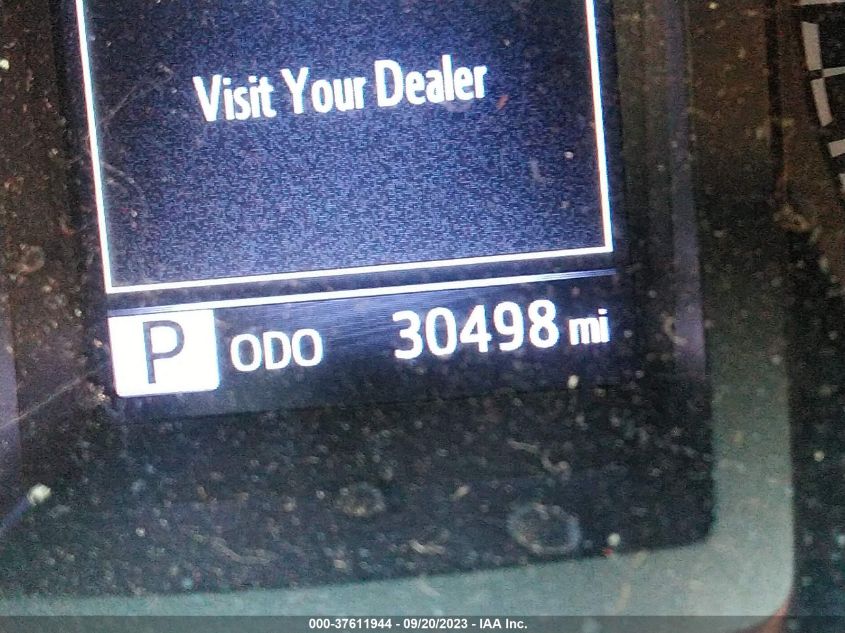 Visit Your Dealer
P ODO 30498 mi
000-37611944 - 09/20/2023 - IAA Inc.